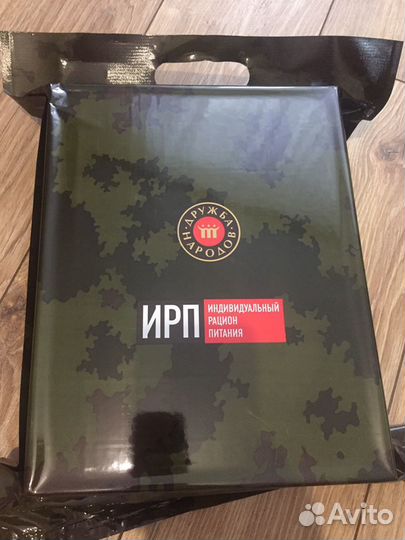 ДРУЖБА
НАРОДОВ
ИРП
ИНДИВИДУАЛЬНЫЙ
РАЦИОН
ПИТАНИЯ
Avito